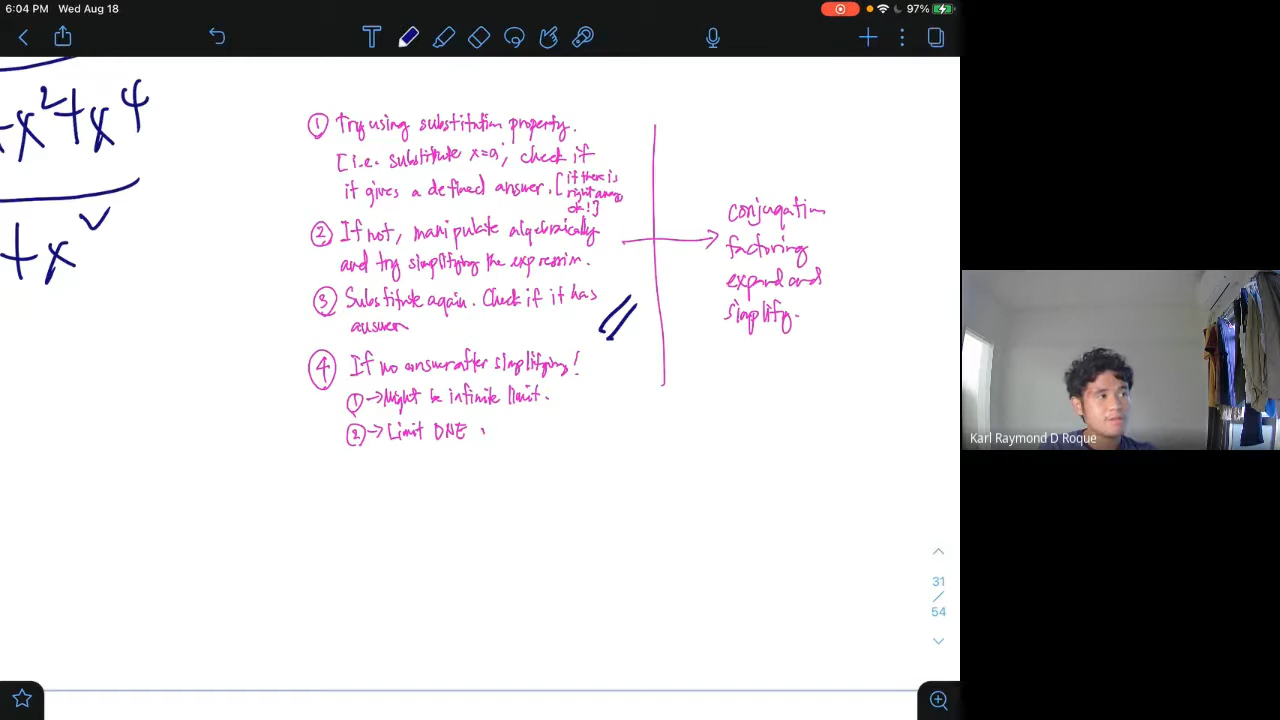 6:04 PM Wed Aug 18
97%
+x²+x⁴
+x
① Try using substitution property.
[i.e. substitute x=a, check if
it gives a defined answer. [if there is
right away
ok!]
② If not, manipulate algebraically
and try simplifying the expression.
③ Substitute again. Check if it has
answer
④ If no answer after simplifying!
① → Might be infinite limit.
② → Limit DNE
conjugation
factoring
expand and
simplify.
31
/
54
Karl Raymond D Roque